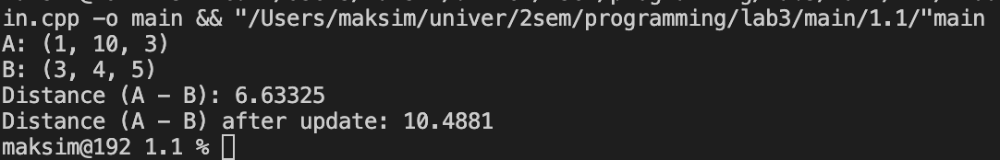 in.cpp -o main && "/Users/maksim/univer/2sem/programming/lab3/main/1.1/"main
A: (1, 10, 3)
B: (3, 4, 5)
Distance (A - B): 6.63325
Distance (A - B) after update: 10.4881
maksim@192 1.1 %